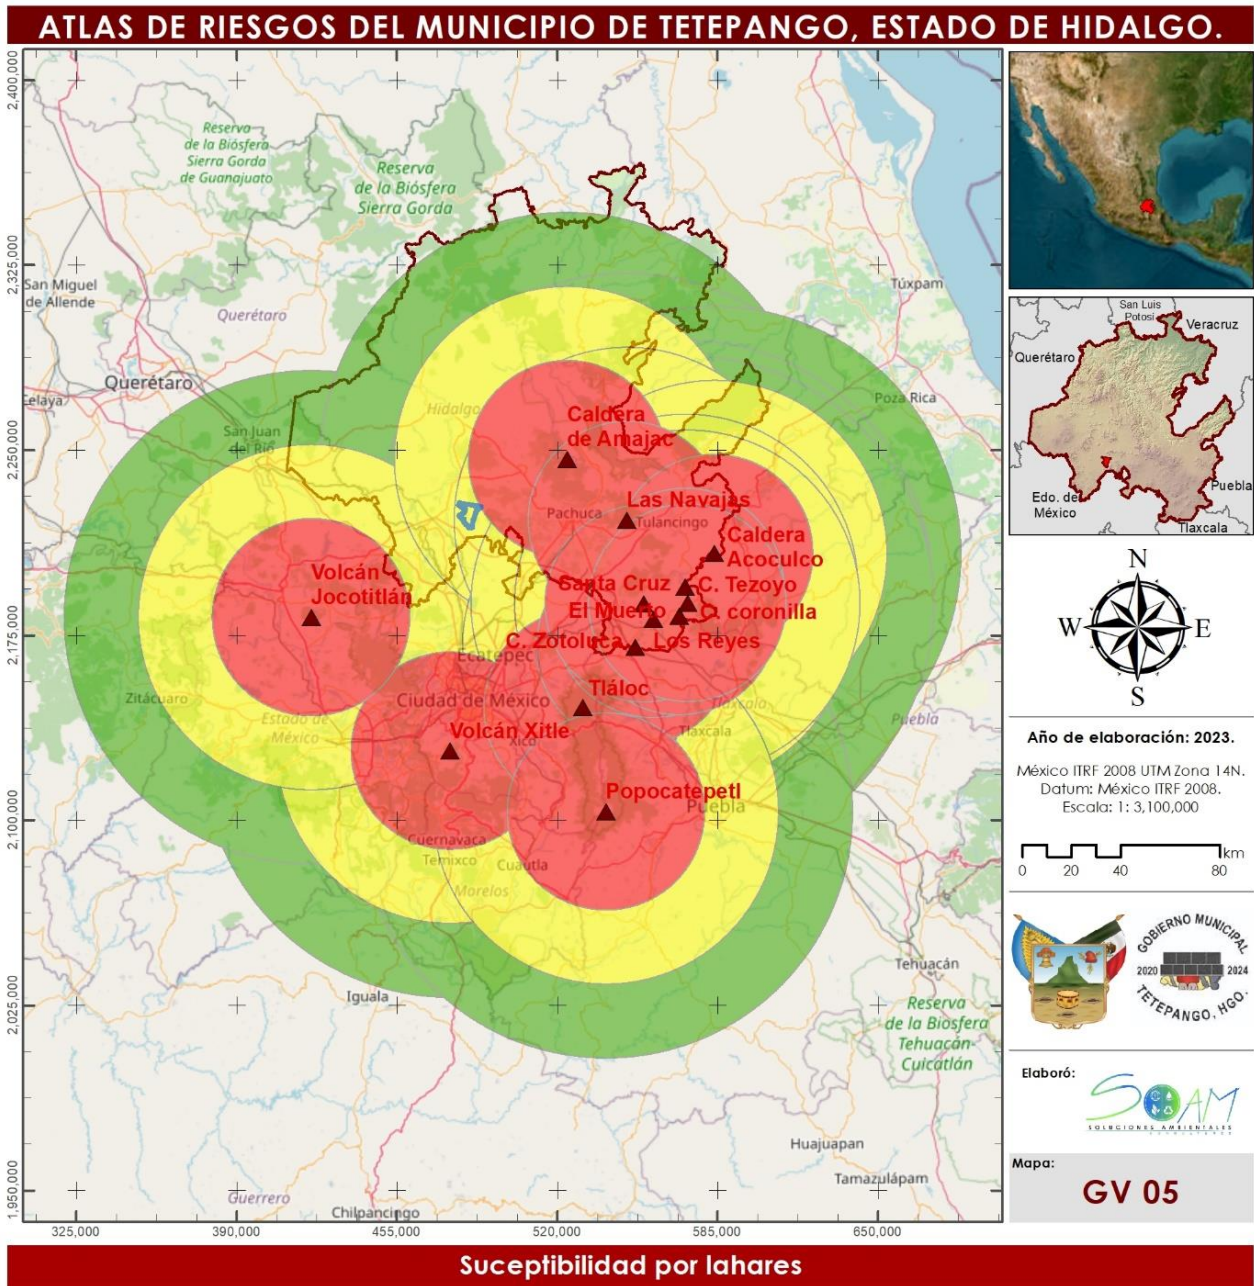 ATLAS DE RIESGOS DEL MUNICIPIO DE TETEPANGO, ESTADO DE HIDALGO.
2,400,000
2,325,000
2,250,000
2,175,000
2,100,000
2,025,000
1,950,000
325,000
390,000
455,000
520,000
585,000
650,000
Reserva
de la Biósfera
Sierra Gorda
de Guanajuato
Reserva
de la Biósfera
Sierra Gorda
San Miguel
de Allende
Querétaro
Túxpam
Querétaro
Celaya
Hidalgo
Poza Rica
San Juan
del Río
Caldera
de Amajac
Las Navajas
Pachuca
Tulancingo
Caldera
Acoculco
Volcán
Jocotitlán
Santa Cruz
C. Tezoyo
El Muerto
C. coronilla
C. Zotoluca
Los Reyes
Ecatepec
Tláloc
Zitácuaro
Ciudad de México
Estado de
México
Tlaxcala
Puebla
Volcán Xitle
Xico
Tlaxcala
Popocatepetl
Puebla
Cuernavaca
Temixco
Cuautla
Morelos
Tehuacán
Iguala
Reserva
de la Biosfera
Tehuacán-
Cuicatlán
Huajuapan
Tamazulápam
Guerrero
Chilpancingo
San Luis
Potosi
Veracruz
Querétaro
Edo. de
México
Puebla
Tlaxcala
N
W
E
S
Año de elaboración: 2023.
México ITRF 2008 UTM Zona 14N.
Datum: México ITRF 2008.
Escala: 1: 3,100,000
km
0 20 40 80
GOBIERNO MUNICIPAL
2020 2024
TETEPANGO, HGO.
Elaboró:
SOAM
SOLUCIONES AMBIENTALES
Mapa:
GV 05
Suceptibilidad por lahares